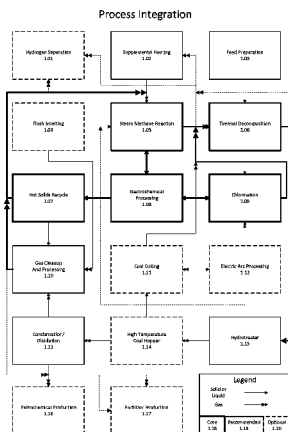 Process Integration
Hydrogen Separation
1.01
Supplemental Heating
1.02
Feed Preparation
1.03
Flash Smelting
1.04
Steam Methane Reaction
1.05
Thermal Decomposition
1.06
Hot Solids Recycle
1.07
Electrochemical
Processing
1.08
Chlorination
1.09
Gas Cleanup
And Processing
1.10
Coal Coking
1.11
Electric Arc Processing
1.12
Condensation/
Distillation
1.13
High Temperature
Coal Hopper
1.14
Hydrotreater
1.15
Petrochemical Production
1.16
Fertilizer Production
1.17
Legend
Solid or
Liquid
Gas
Core
Recommended
Optional
1.18
1.19
1.20